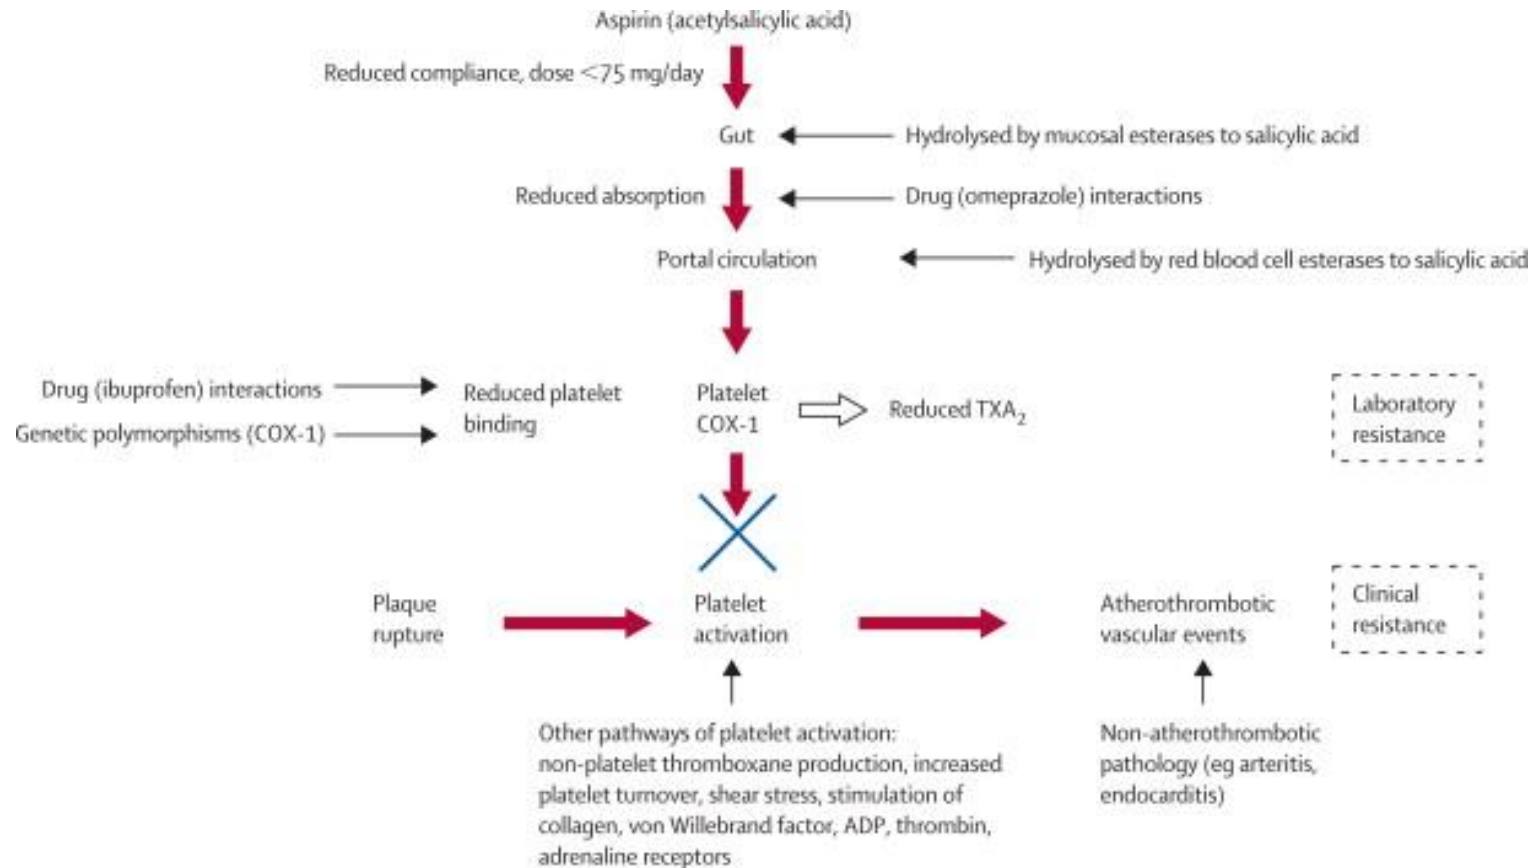 Aspirin (acetylsalicylic acid)
Reduced compliance, dose <75 mg/day
Gut
Hydrolysed by mucosal esterases to salicylic acid
Reduced absorption
Drug (omeprazole) interactions
Portal circulation
Hydrolysed by red blood cell esterases to salicylic acid
Drug (ibuprofen) interactions
Genetic polymorphisms (COX-1)
Reduced platelet
binding
Platelet
COX-1
Reduced TXA₂
Laboratory
resistance
Plaque
rupture
Platelet
activation
Atherothrombotic
vascular events
Clinical
resistance
Other pathways of platelet activation:
non-platelet thromboxane production, increased
platelet turnover, shear stress, stimulation of
collagen, von Willebrand factor, ADP, thrombin,
adrenaline receptors
Non-atherothrombotic
pathology (eg arteritis,
endocarditis)